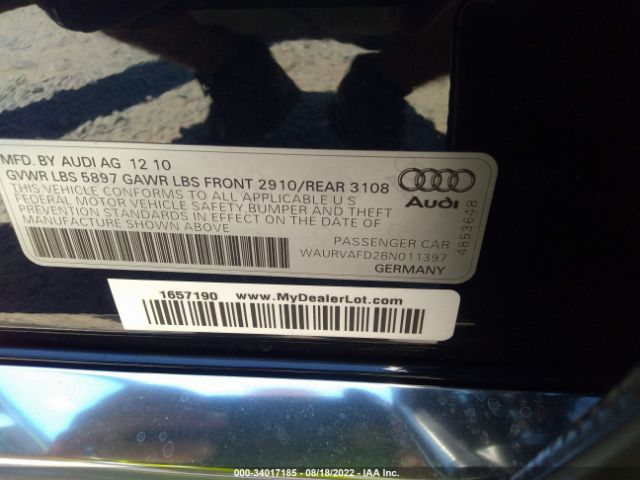 MFD. BY AUDI AG 12 10
GVWR LBS 5897 GAWR LBS FRONT 2910/REAR 3108
THIS VEHICLE CONFORMS TO ALL APPLICABLE U S
FEDERAL MOTOR VEHICLE SAFETY BUMPER AND THEFT
PREVENTION STANDARDS IN EFFECT ON THE DATE OF
MANUFACTURE SHOWN ABOVE
PASSENGER CAR
WAURVAFD2BN011397
GERMANY
Audi
4853648
1657190 www.MyDealerLot.com
000-34017185 - 08/18/2022 - IAA Inc.